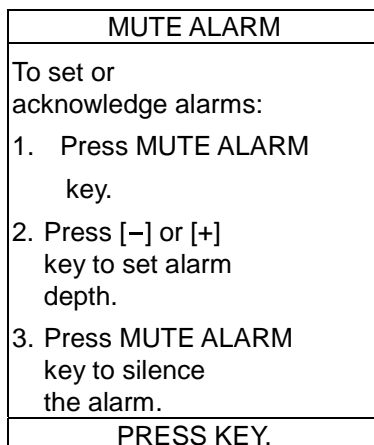 MUTE ALARM
To set or
acknowledge alarms:
1. Press MUTE ALARM
key.
2. Press [−] or [+]
key to set alarm
depth.
3. Press MUTE ALARM
key to silence
the alarm.
PRESS KEY.